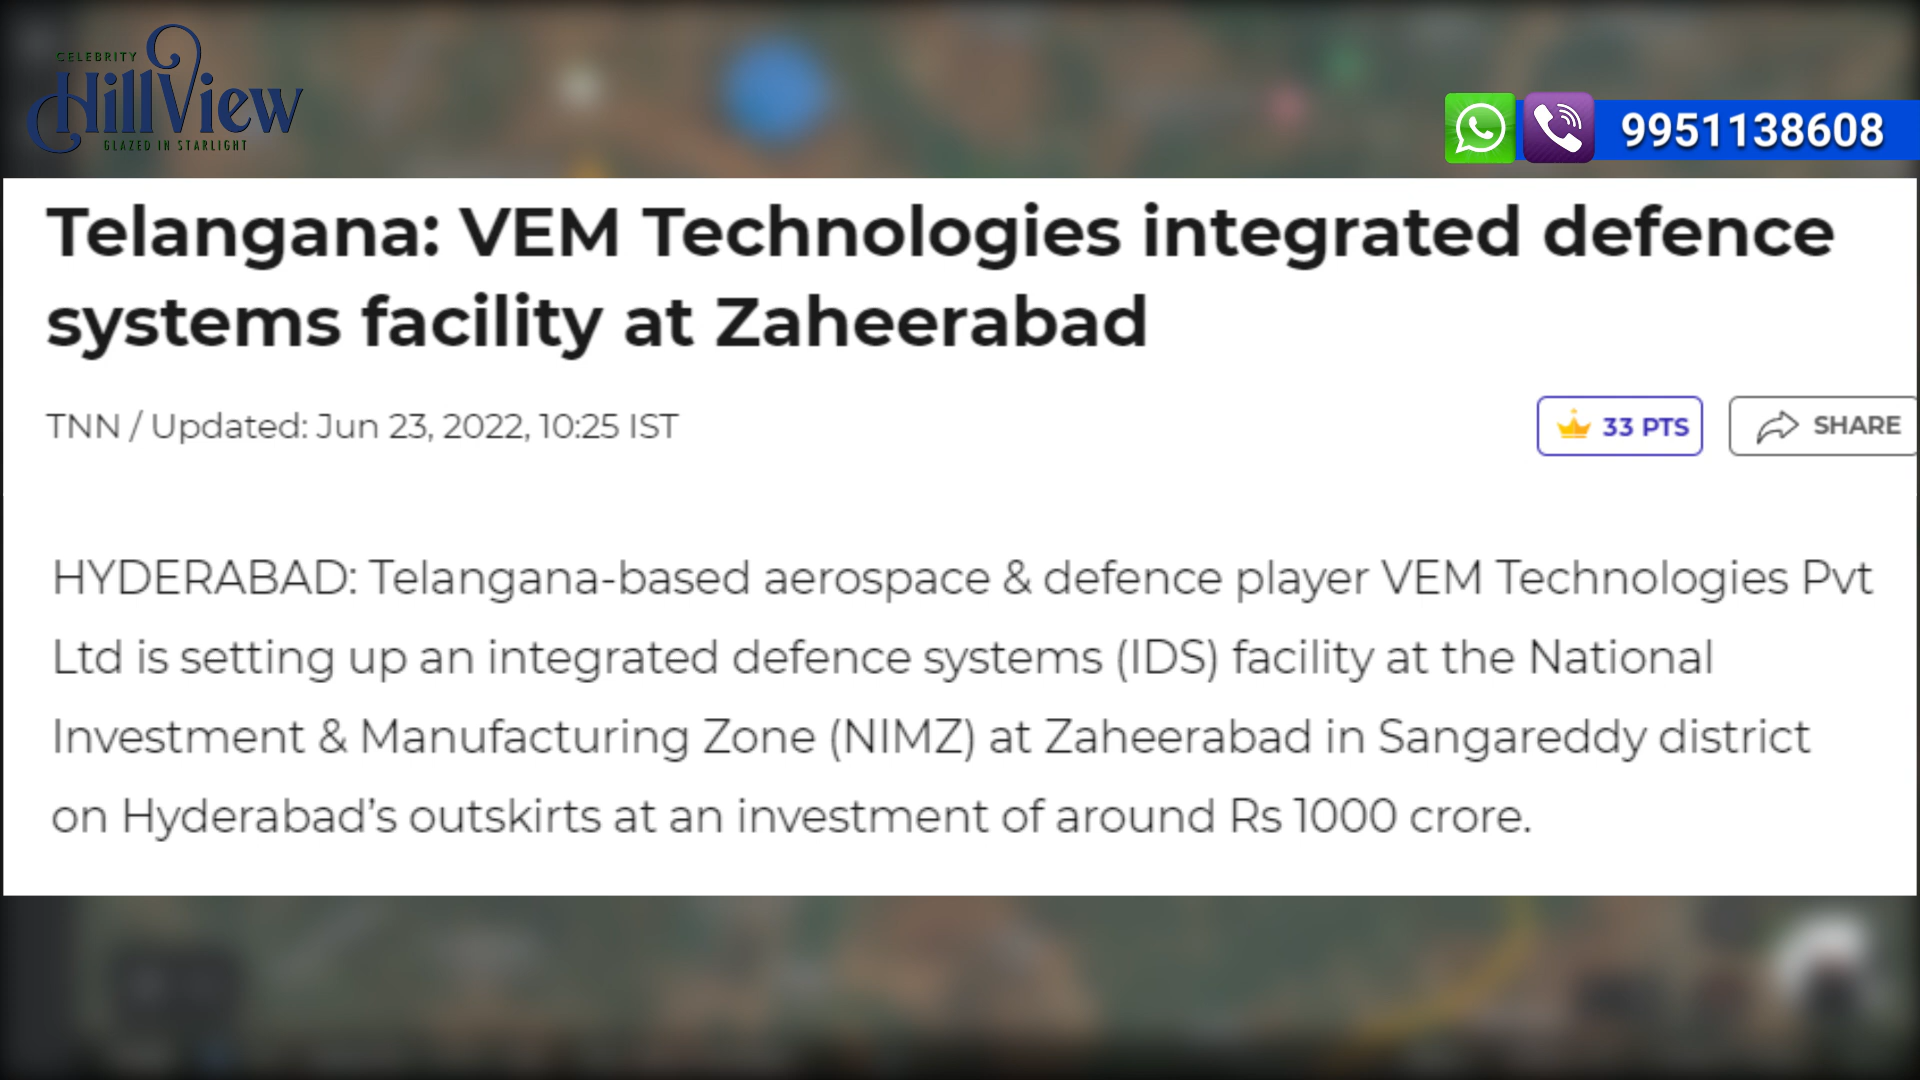 CELEBRITY
HillView
GLAZED IN STARLIGHT
9951138608
Telangana: VEM Technologies integrated defence
systems facility at Zaheerabad
TNN / Updated: Jun 23, 2022, 10:25 IST
33 PTS
SHARE
HYDERABAD: Telangana-based aerospace & defence player VEM Technologies Pvt
Ltd is setting up an integrated defence systems (IDS) facility at the National
Investment & Manufacturing Zone (NIMZ) at Zaheerabad in Sangareddy district
on Hyderabad’s outskirts at an investment of around Rs 1000 crore.